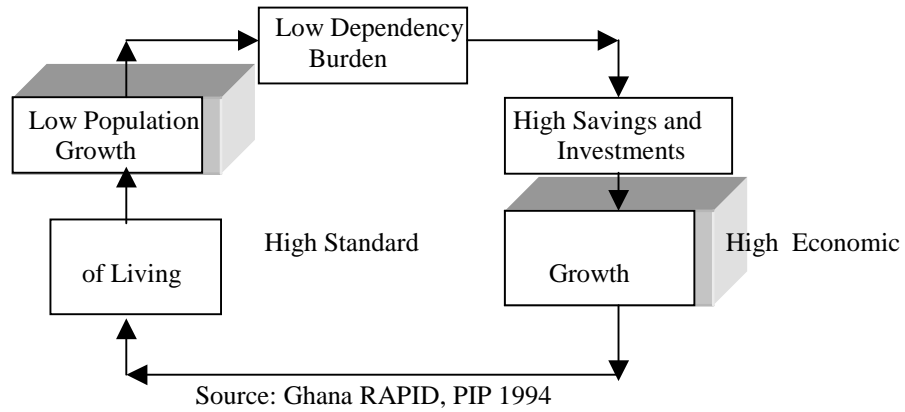 Low Dependency
Burden
Low Population
Growth
High Savings and
Investments
High Standard
High Economic
of Living
Growth
Source: Ghana RAPID, PIP 1994